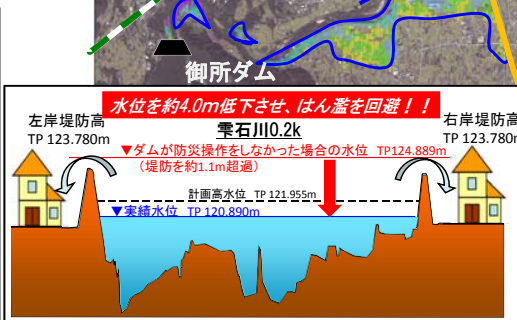 御所ダム
水位を約4.0m低下させ、はん濫を回避！！
雫石川0.2k
左岸堤防高
TP 123.780m
右岸堤防高
TP 123.780m
▼ダムが防災操作をしなかった場合の水位 TP124.889m
（堤防を約1.1m超過）
計画高水位 TP 121.955m
▼実績水位 TP 120.890m